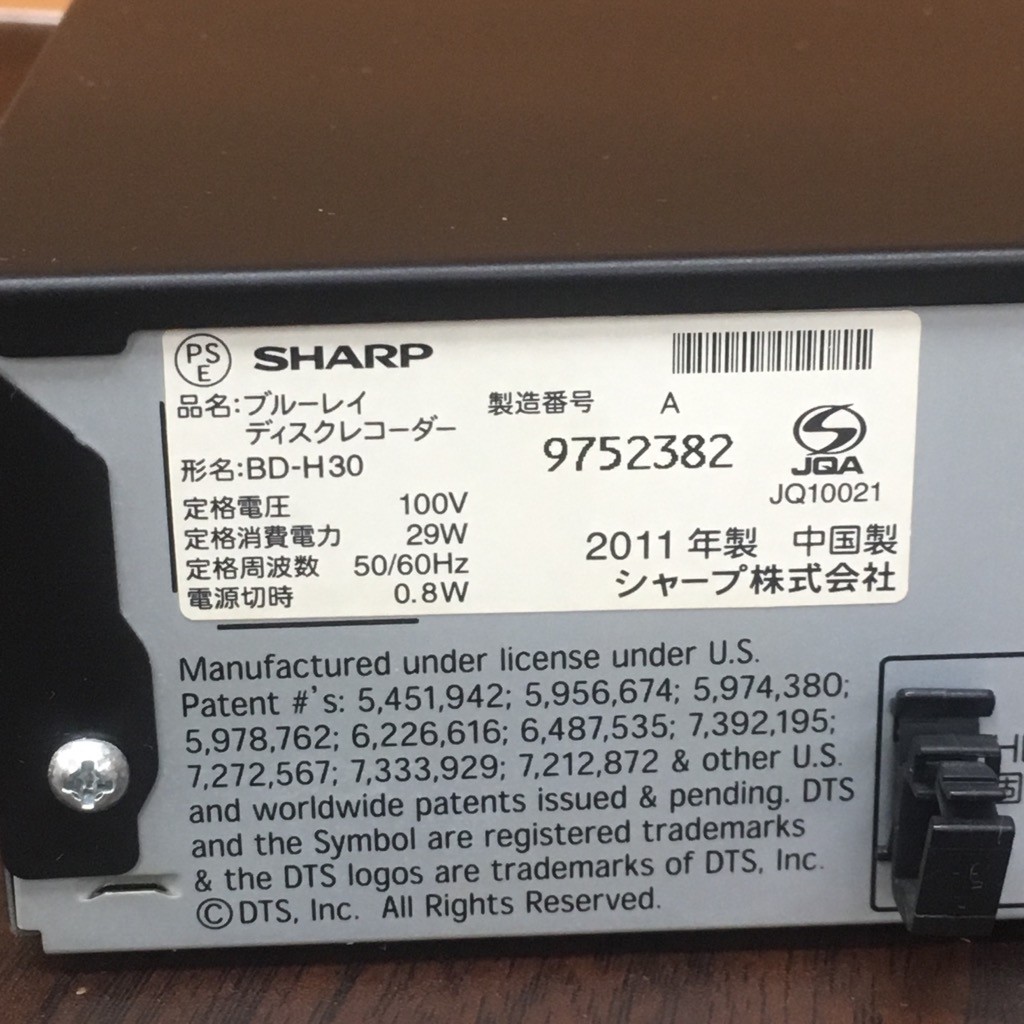 PS
E
SHARP
品名:ブルーレイ
ディスクレコーダー
形名:BD-H30
定格電圧 100V
定格消費電力 29W
定格周波数 50/60Hz
電源切時 0.8W
製造番号 A
9752382
JQA
JQ10021
2011 年製 中国製
シャープ株式会社
Manufactured under license under U.S.
Patent #'s: 5,451,942; 5,956,674; 5,974,380;
5,978,762; 6,226,616; 6,487,535; 7,392,195;
7,272,567; 7,333,929; 7,212,872 & other U.S.
and worldwide patents issued & pending. DTS
and the Symbol are registered trademarks
& the DTS logos are trademarks of DTS, Inc.
©DTS, Inc. All Rights Reserved.